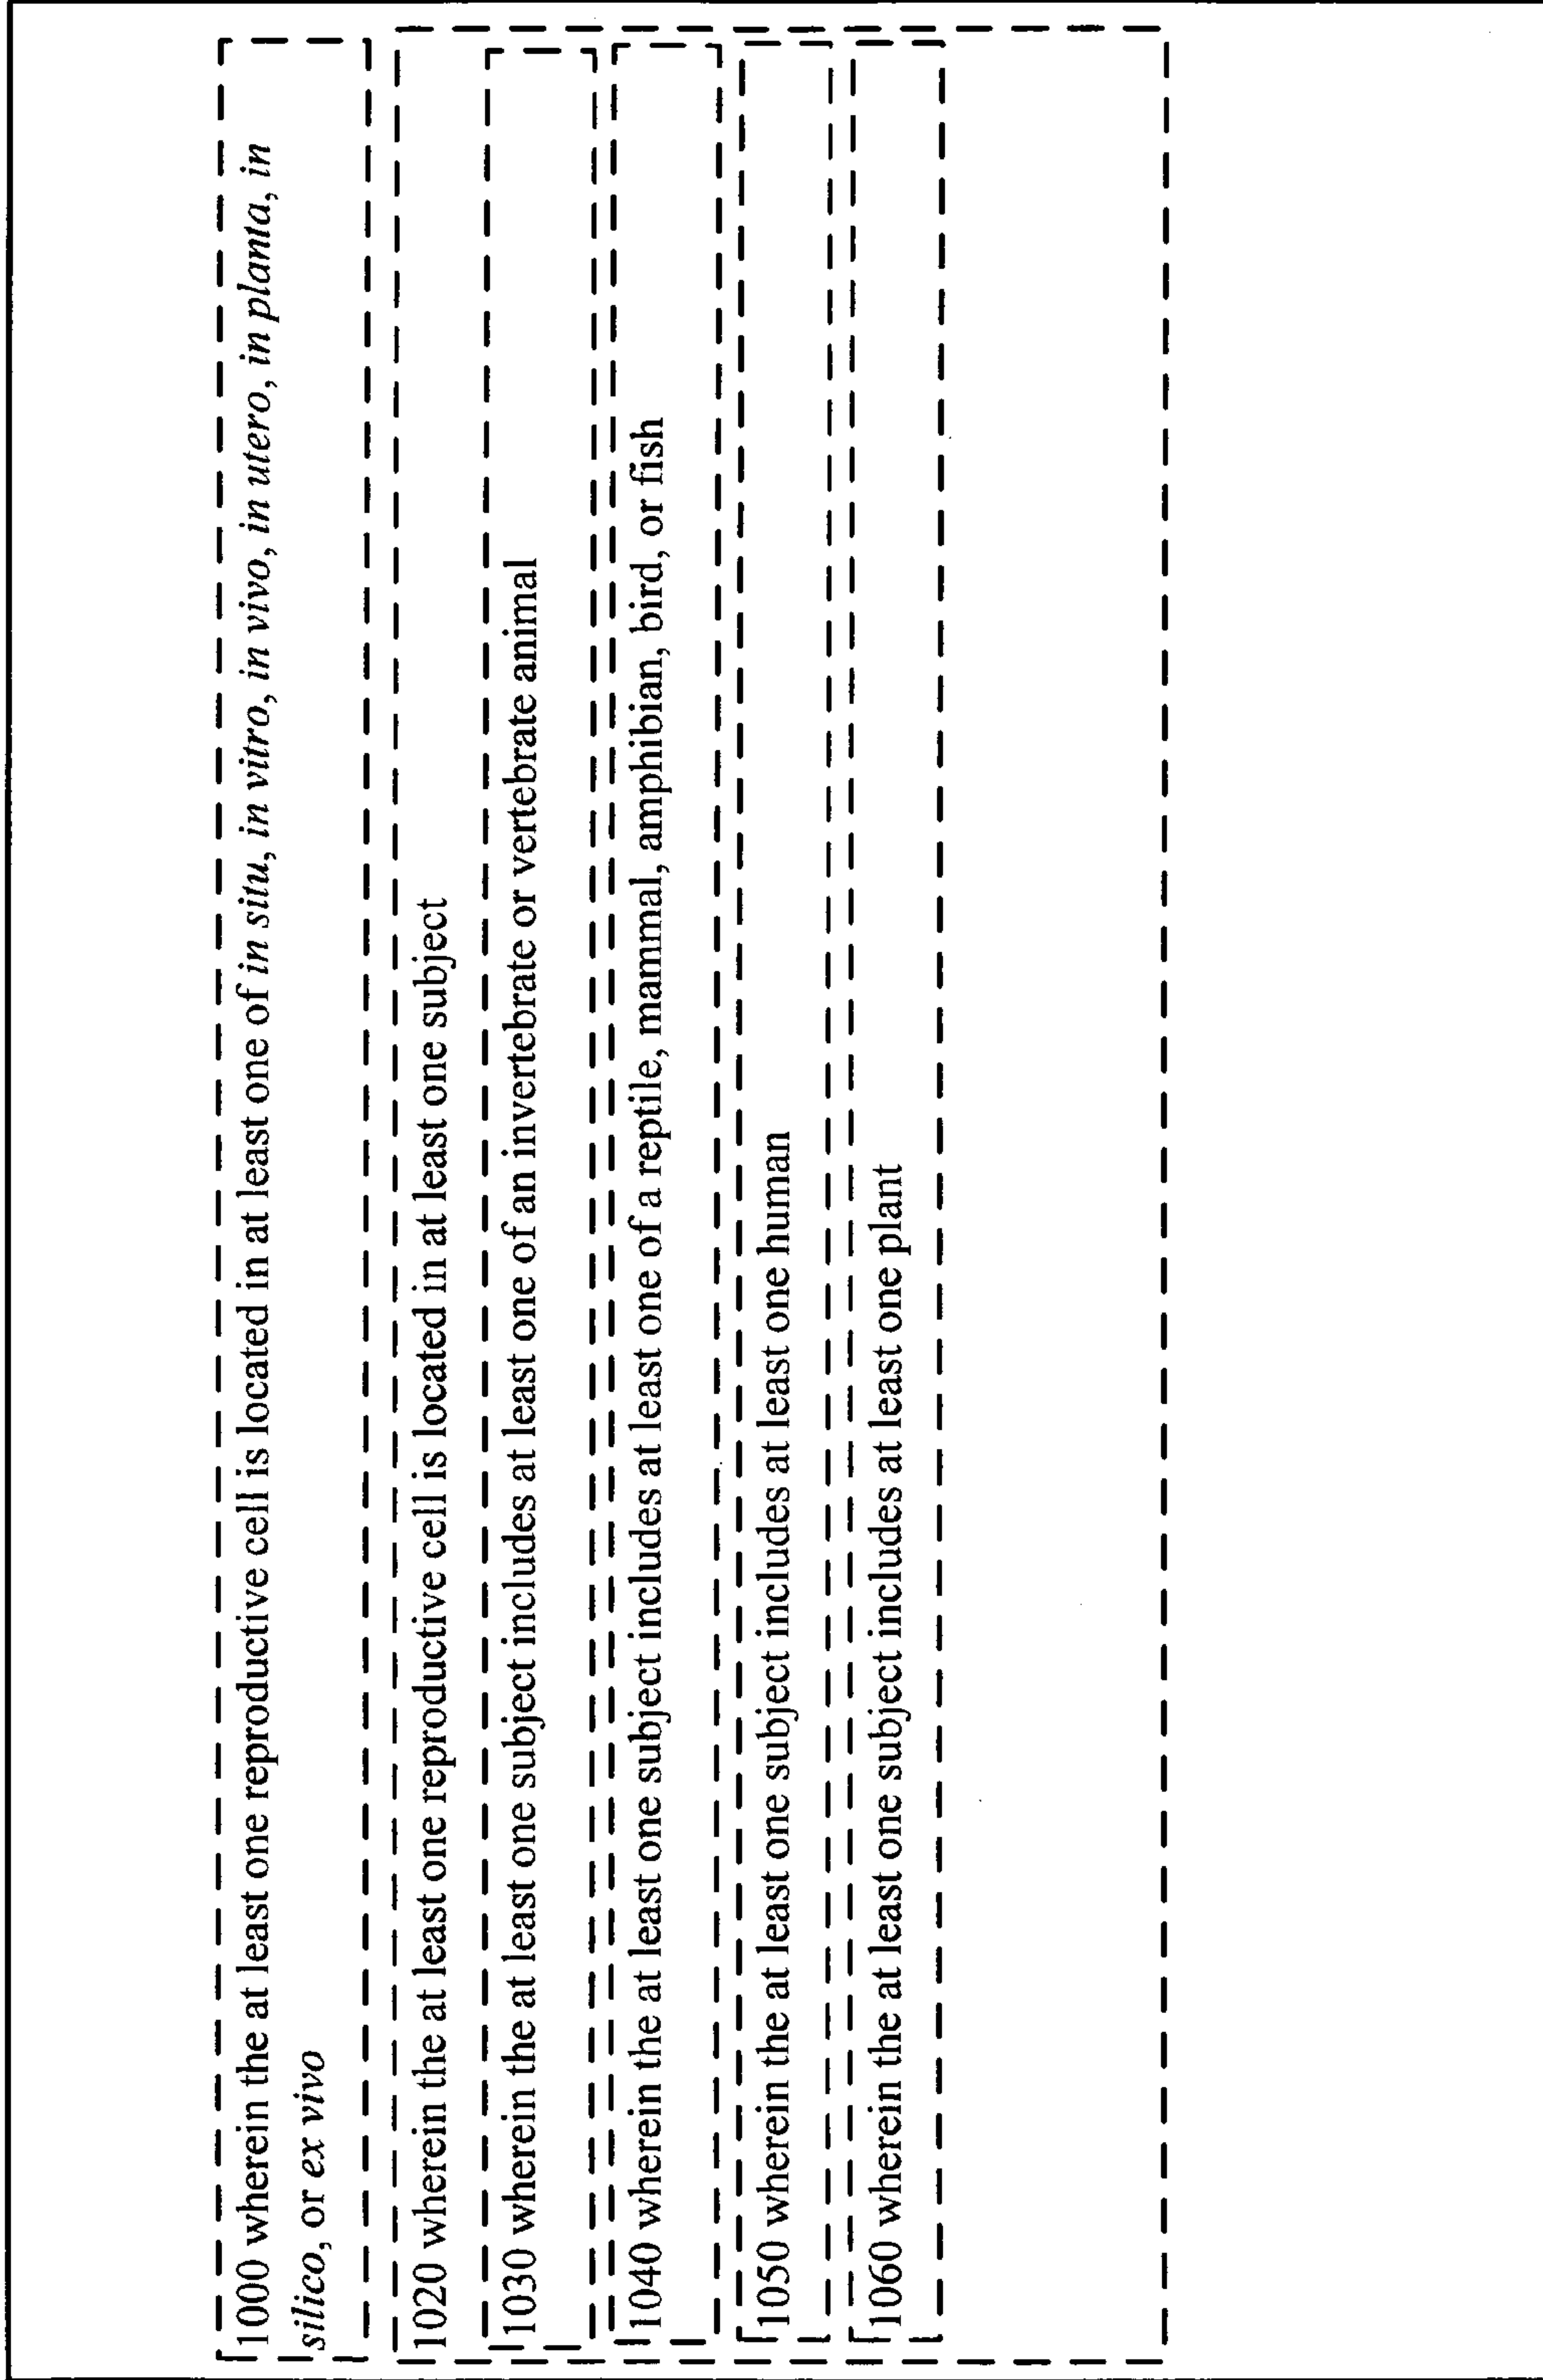 1000 wherein the at least one reproductive cell is located in at least one of in situ, in vitro, in vivo, in utero, in planta, in
silico, or ex vivo
1020 wherein the at least one reproductive cell is located in at least one subject
1030 wherein the at least one subject includes at least one of an invertebrate or vertebrate animal
1040 wherein the at least one subject includes at least one of a reptile, mammal, amphibian, bird, or fish
1050 wherein the at least one subject includes at least one human
1060 wherein the at least one subject includes at least one plant